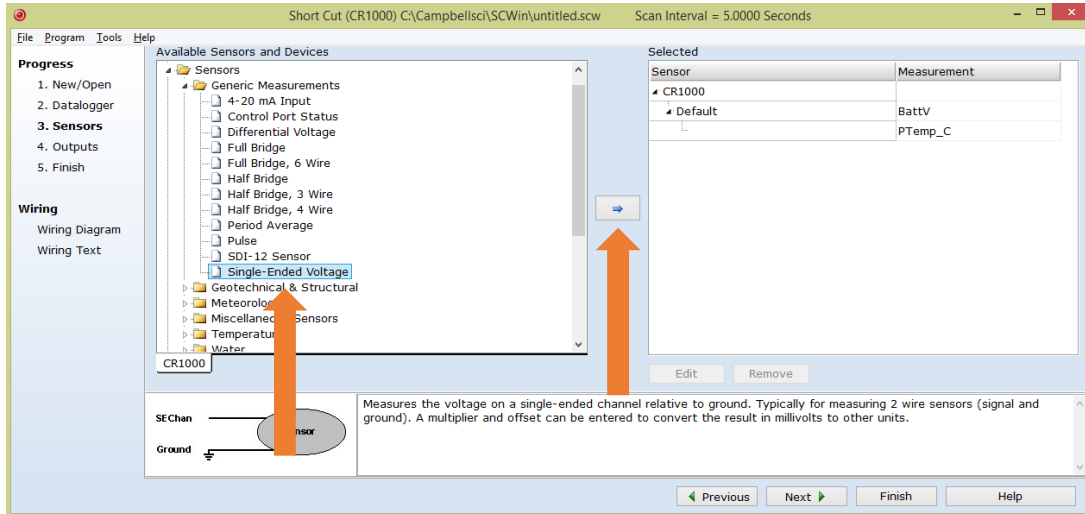 Short Cut (CR1000) C:\Campbellsci\SCWin\untitled.scw Scan Interval = 5.0000 Seconds
File Program Tools Help
Progress
1. New/Open
2. Datalogger
3. Sensors
4. Outputs
5. Finish
Wiring
Wiring Diagram
Wiring Text
Available Sensors and Devices
Sensors
Generic Measurements
4-20 mA Input
Control Port Status
Differential Voltage
Full Bridge
Full Bridge, 6 Wire
Half Bridge
Half Bridge, 3 Wire
Half Bridge, 4 Wire
Period Average
Pulse
SDI-12 Sensor
Single-Ended Voltage
Geotechnical & Structural
Sensors
Water
CR1000
Selected
Sensor Measurement
CR1000
Default BattV
PTemp_C
Edit Remove
SEChan
Ground
Measures the voltage on a single-ended channel relative to ground. Typically for measuring 2 wire sensors (signal and
ground). A multiplier and offset can be entered to convert the result in millivolts to other units.
Previous Next Finish Help